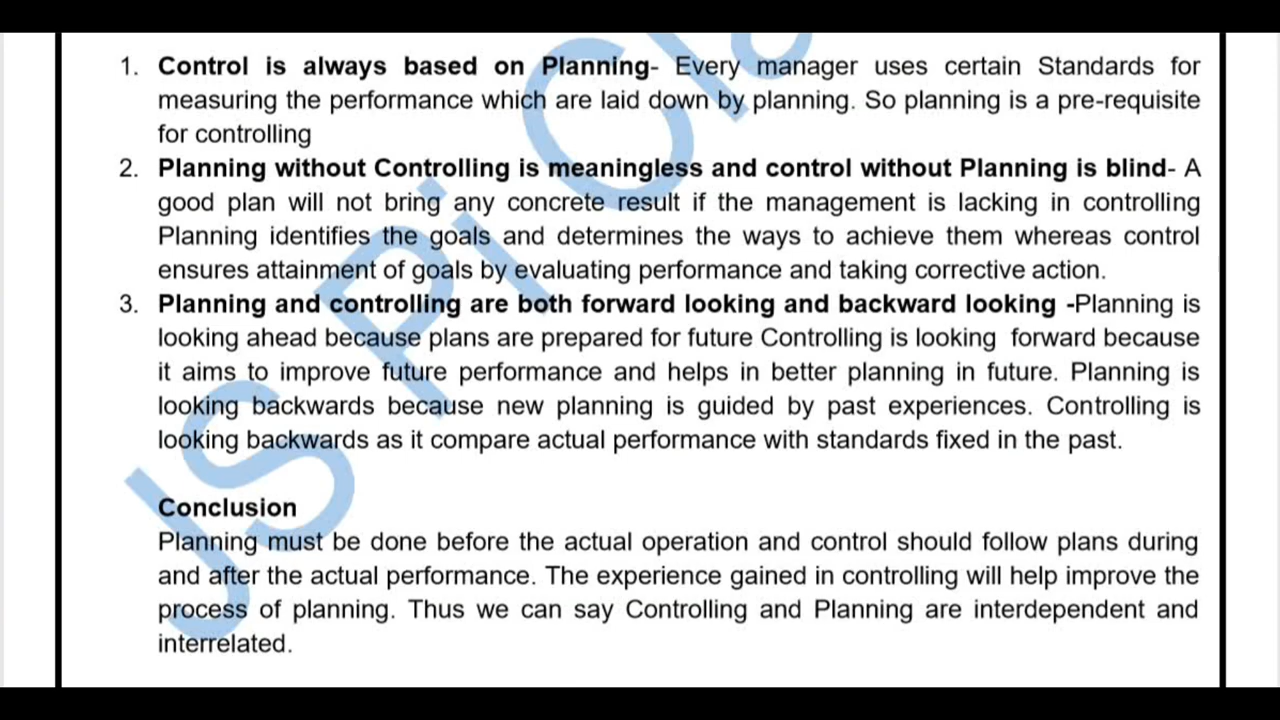 1. Control is always based on Planning- Every manager uses certain Standards for
measuring the performance which are laid down by planning. So planning is a pre-requisite
for controlling
2. Planning without Controlling is meaningless and control without Planning is blind- A
good plan will not bring any concrete result if the management is lacking in controlling
Planning identifies the goals and determines the ways to achieve them whereas control
ensures attainment of goals by evaluating performance and taking corrective action.
3. Planning and controlling are both forward looking and backward looking -Planning is
looking ahead because plans are prepared for future Controlling is looking forward because
it aims to improve future performance and helps in better planning in future. Planning is
looking backwards because new planning is guided by past experiences. Controlling is
looking backwards as it compare actual performance with standards fixed in the past.
Conclusion
Planning must be done before the actual operation and control should follow plans during
and after the actual performance. The experience gained in controlling will help improve the
process of planning. Thus we can say Controlling and Planning are interdependent and
interrelated.
JS Pi Cla